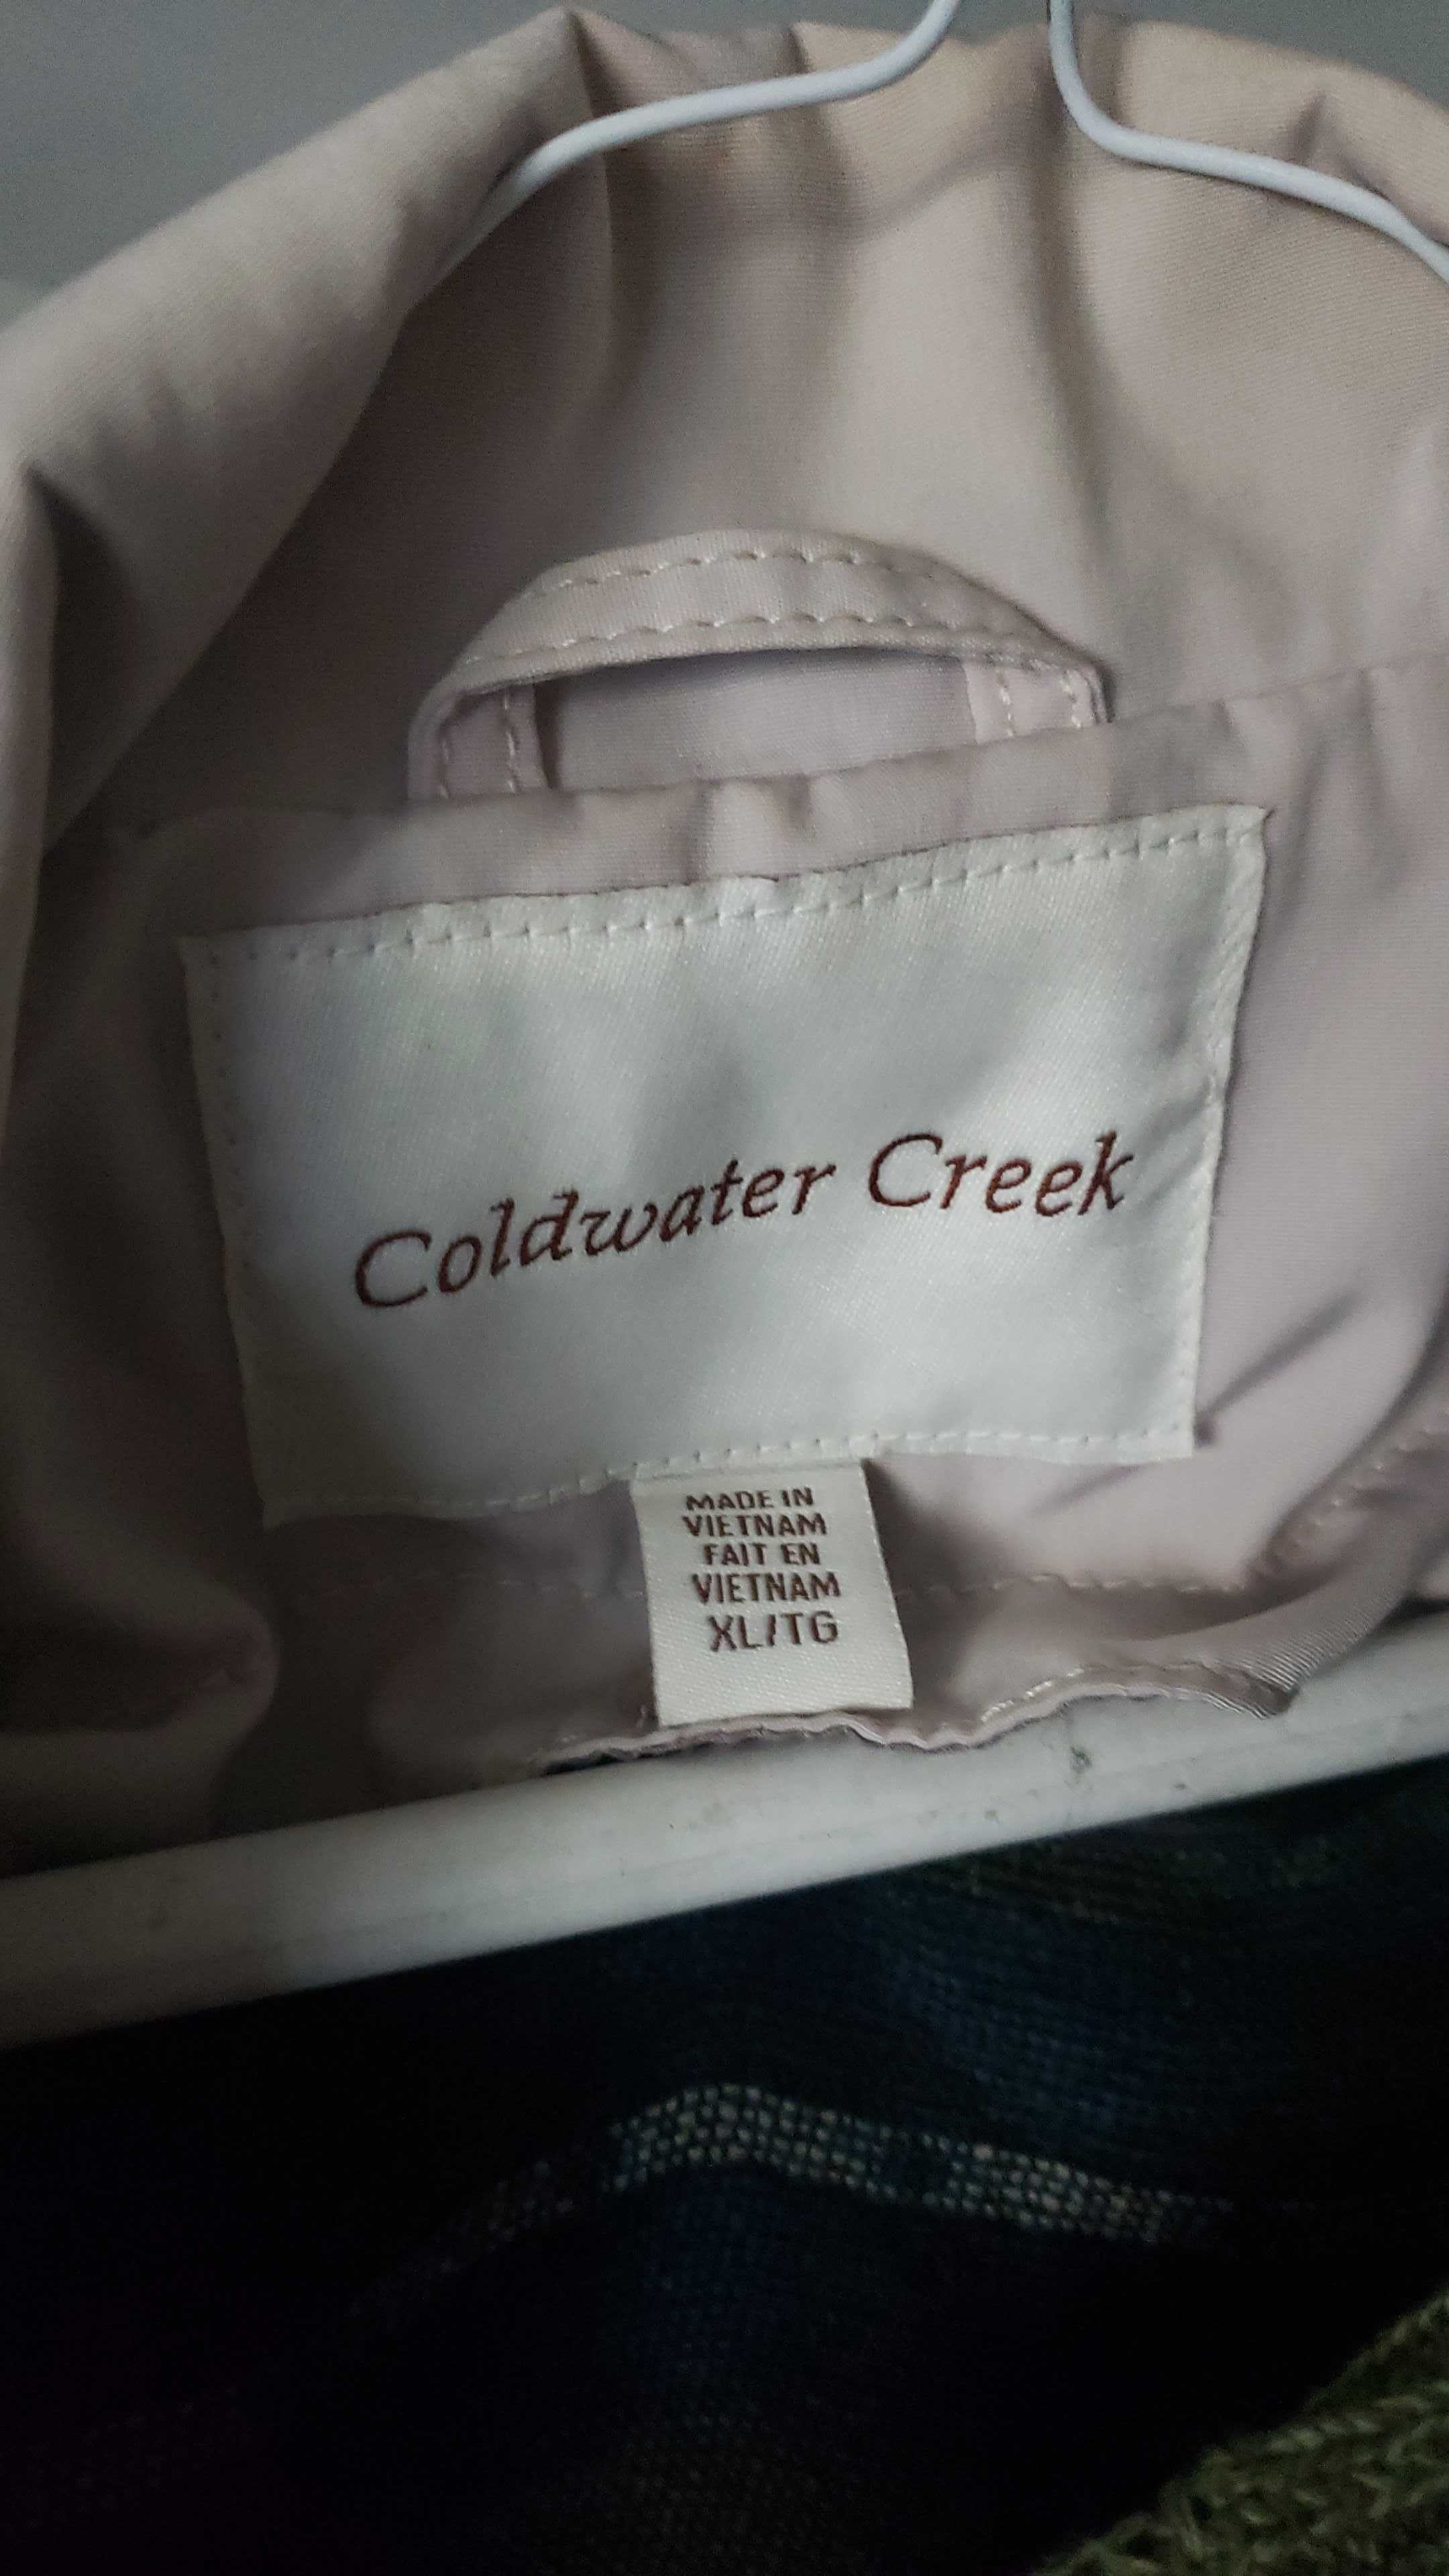 Coldwater Creek
MADE IN
VIETNAM
FAIT EN
VIETNAM
XL/TG